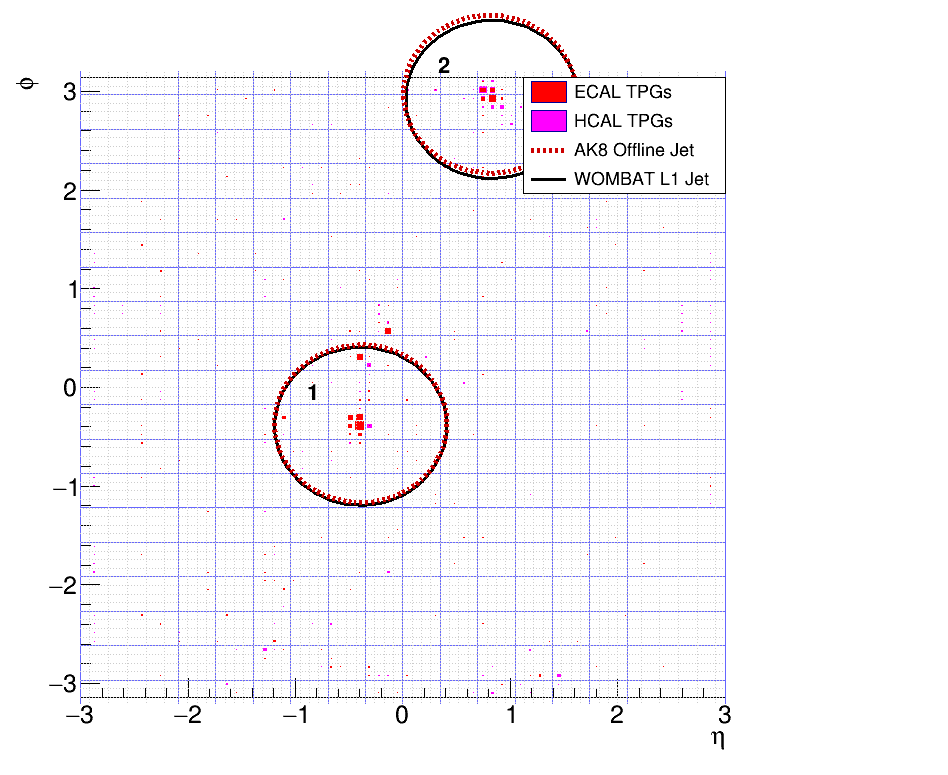 ϕ
2
3
ECAL TPGs
HCAL TPGs
AK8 Offline Jet
WOMBAT L1 Jet
2
1
1
0
−1
−2
−3
−3 −2 −1 0 1 2 3
η